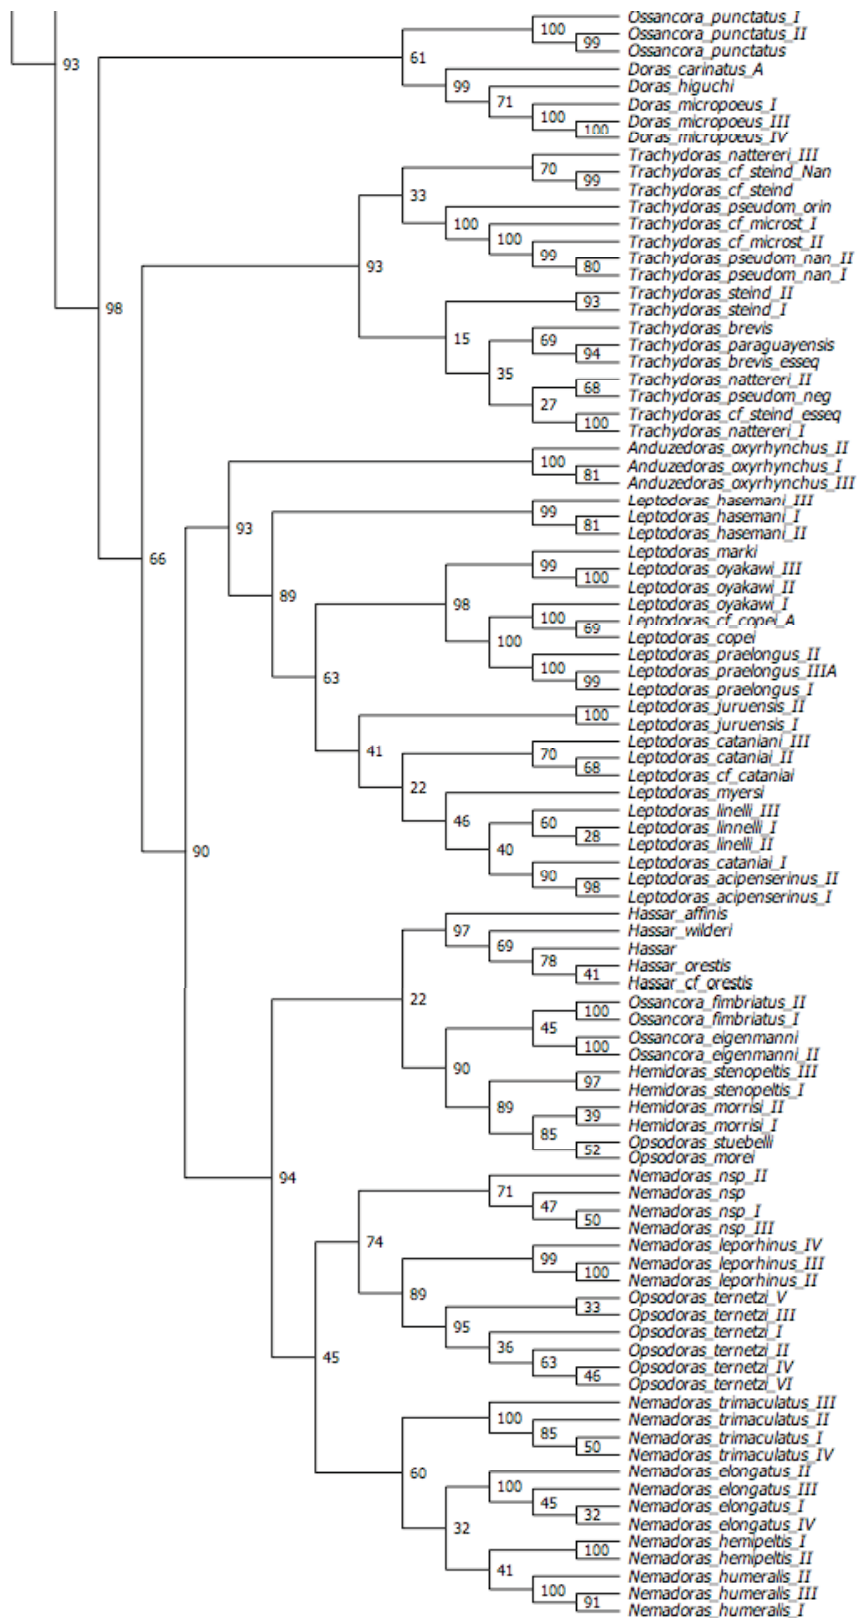 Ossancora_punctatus_I
100
Ossancora_punctatus_II
99
Ossancora_punctatus
61
93
Doras_carinatus_A
99
Doras_higuchi
71
Doras_micropoeus_I
100
Doras_micropoeus_III
100
Doras_micropoeus_IV
Trachydoras_nattereri_III
70
Trachydoras_cf_steind_Nan
99
Trachydoras_cf_steind
33
Trachydoras_pseudom_orin
100
Trachydoras_cf_microst_I
100
Trachydoras_cf_microst_II
99
Trachydoras_pseudom_nan_II
80
Trachydoras_pseudom_nan_I
93
Trachydoras_steind_II
93
Trachydoras_steind_I
98
15
Trachydoras_brevis
69
Trachydoras_paraguayensis
94
Trachydoras_brevis_esseq
35
Trachydoras_nattereri_II
68
Trachydoras_pseudom_neg
27
Trachydoras_cf_steind_esseq
100
Trachydoras_nattereri_I
Anduzedoras_oxyrhynchus_II
100
Anduzedoras_oxyrhynchus_I
81
Anduzedoras_oxyrhynchus_III
93
Leptodoras_hasemani_III
99
Leptodoras_hasemani_I
81
Leptodoras_hasemani_II
66
89
Leptodoras_marki
99
Leptodoras_oyakawi_III
100
Leptodoras_oyakawi_II
98
Leptodoras_oyakawi_I
100
Leptodoras_cf_copei_A
69
Leptodoras_copei
100
Leptodoras_praelongus_II
100
Leptodoras_praelongus_IIIA
99
Leptodoras_praelongus_I
63
Leptodoras_juruensis_II
100
Leptodoras_juruensis_I
41
Leptodoras_cataniani_III
70
Leptodoras_cataniai_II
68
Leptodoras_cf_cataniai
22
Leptodoras_myersi
46
Leptodoras_linelli_III
60
Leptodoras_linnelli_I
28
Leptodoras_linelli_II
40
Leptodoras_cataniai_I
90
Leptodoras_acipenserinus_II
98
Leptodoras_acipenserinus_I
90
Hassar_affinis
97
Hassar_wilderi
69
Hassar
78
Hassar_orestis
41
Hassar_cf_orestis
22
Ossancora_fimbriatus_II
100
Ossancora_fimbriatus_I
45
Ossancora_eigenmanni
100
Ossancora_eigenmanni_II
90
Hemidoras_stenopeltis_III
97
Hemidoras_stenopeltis_I
89
Hemidoras_morrisi_II
39
Hemidoras_morrisi_I
85
Opsodoras_stuebelli
52
Opsodoras_morei
94
Nemadoras_nsp_II
71
Nemadoras_nsp
47
Nemadoras_nsp_I
50
Nemadoras_nsp_III
74
Nemadoras_leporhinus_IV
99
Nemadoras_leporhinus_III
100
Nemadoras_leporhinus_II
89
Opsodoras_ternetzi_V
33
Opsodoras_ternetzi_III
95
Opsodoras_ternetzi_I
36
Opsodoras_ternetzi_II
63
Opsodoras_ternetzi_IV
46
Opsodoras_ternetzi_VI
45
Nemadoras_trimaculatus_III
100
Nemadoras_trimaculatus_II
85
Nemadoras_trimaculatus_I
50
Nemadoras_trimaculatus_IV
60
Nemadoras_elongatus_II
100
Nemadoras_elongatus_III
45
Nemadoras_elongatus_I
32
Nemadoras_elongatus_IV
32
Nemadoras_hemipeltis_I
100
Nemadoras_hemipeltis_II
41
Nemadoras_humeralis_II
100
Nemadoras_humeralis_III
91
Nemadoras_humeralis_I